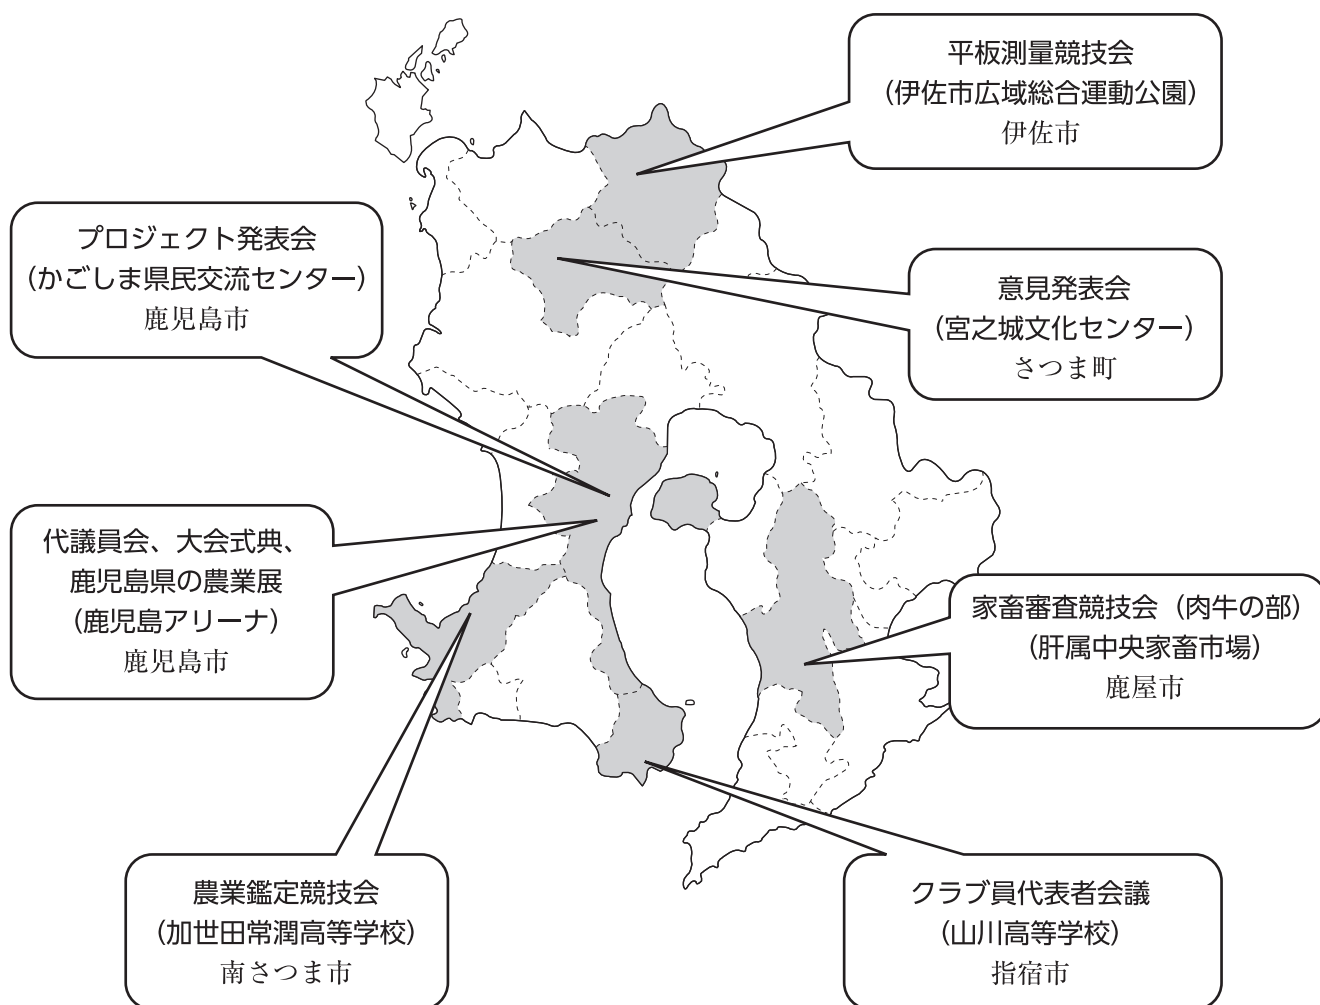 平板測量競技会
(伊佐市広域総合運動公園)
伊佐市
プロジェクト発表会
(かごしま県民交流センター)
鹿児島市
意見発表会
(宮之城文化センター)
さつま町
代議員会、大会式典、
鹿児島県の農業展
(鹿児島アリーナ)
鹿児島市
家畜審査競技会(肉牛の部)
(肝属中央家畜市場)
鹿屋市
農業鑑定競技会
(加世田常潤高等学校)
南さつま市
クラブ員代表者会議
(山川高等学校)
指宿市